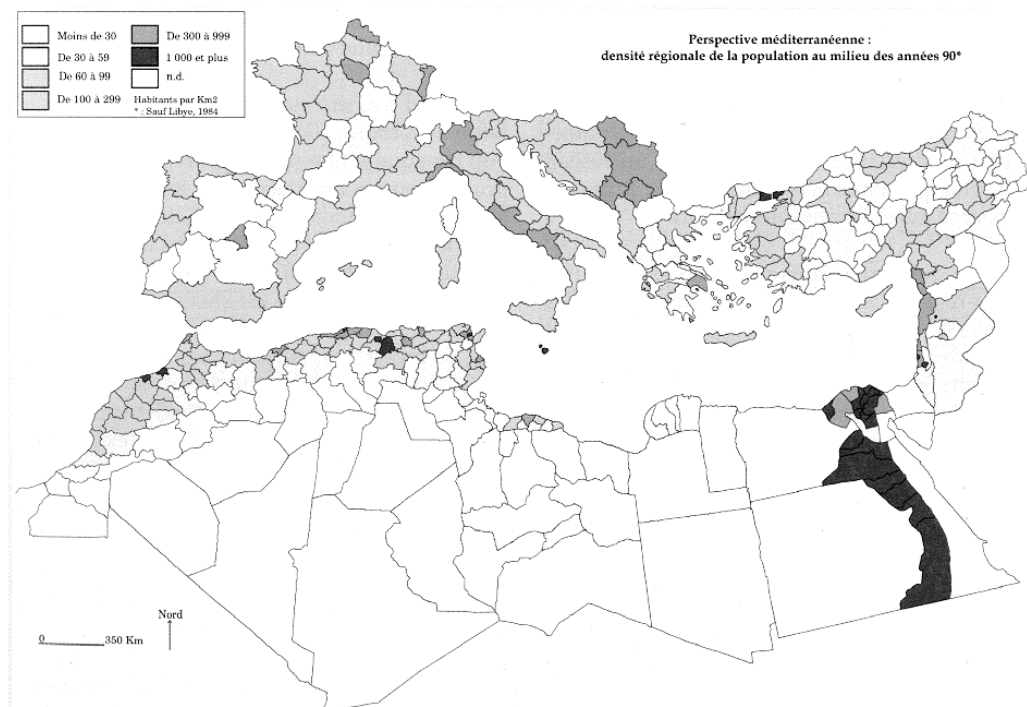 Moins de 30
De 30 à 59
De 60 à 99
De 100 à 299
De 300 à 999
1 000 et plus
n.d.
Habitants par Km2
* : Sauf Libye, 1984
Perspective méditerranéenne :
densité régionale de la population au milieu des années 90*
Nord
0 350 Km